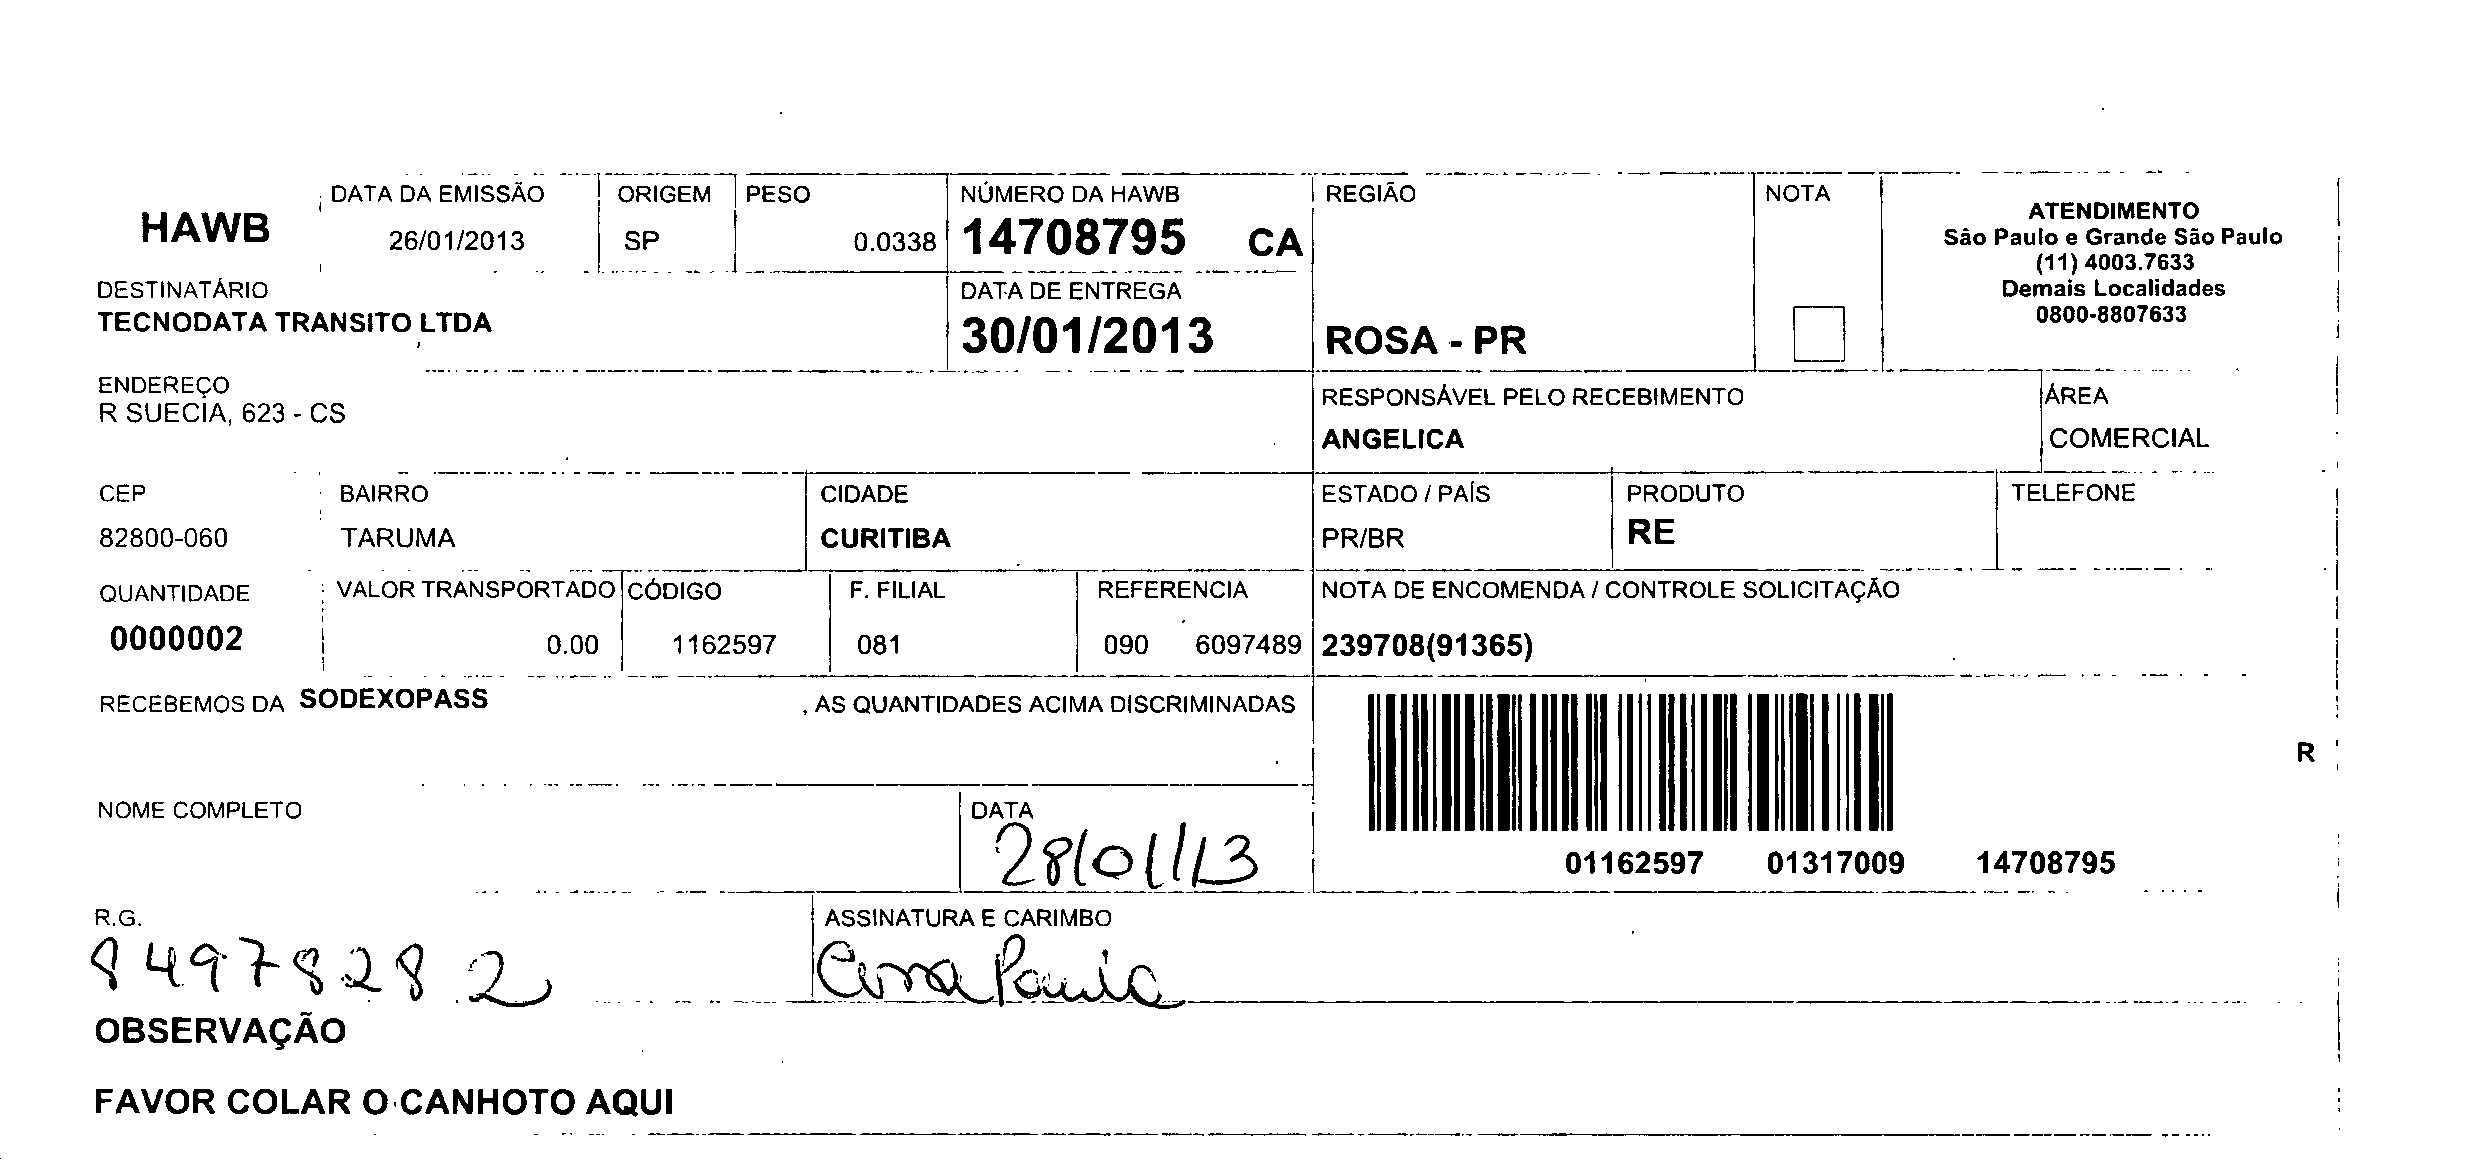 HAWB
DATA DA EMISSÃO
26/01/2013
ORIGEM
SP
PESO
0.0338
NÚMERO DA HAWB
14708795 CA
REGIÃO
ROSA - PR
NOTA
ATENDIMENTO
São Paulo e Grande São Paulo
(11) 4003.7633
Demais Localidades
0800-8807633
DESTINATÁRIO
TECNODATA TRANSITO LTDA
DATA DE ENTREGA
30/01/2013
ENDEREÇO
R SUECIA, 623 - CS
RESPONSÁVEL PELO RECEBIMENTO
ANGELICA
ÁREA
COMERCIAL
CEP
82800-060
BAIRRO
TARUMA
CIDADE
CURITIBA
ESTADO / PAÍS
PR/BR
PRODUTO
RE
TELEFONE
QUANTIDADE
0000002
VALOR TRANSPORTADO
0.00
CÓDIGO
1162597
F. FILIAL
081
REFERENCIA
090 6097489
NOTA DE ENCOMENDA / CONTROLE SOLICITAÇÃO
239708(91365)
RECEBEMOS DA SODEXOPASS , AS QUANTIDADES ACIMA DISCRIMINADAS
R
NOME COMPLETO
DATA
28/01/13
01162597 01317009 14708795
R.G.
84978282
ASSINATURA E CARIMBO
Ana Paula
OBSERVAÇÃO
FAVOR COLAR O CANHOTO AQUI